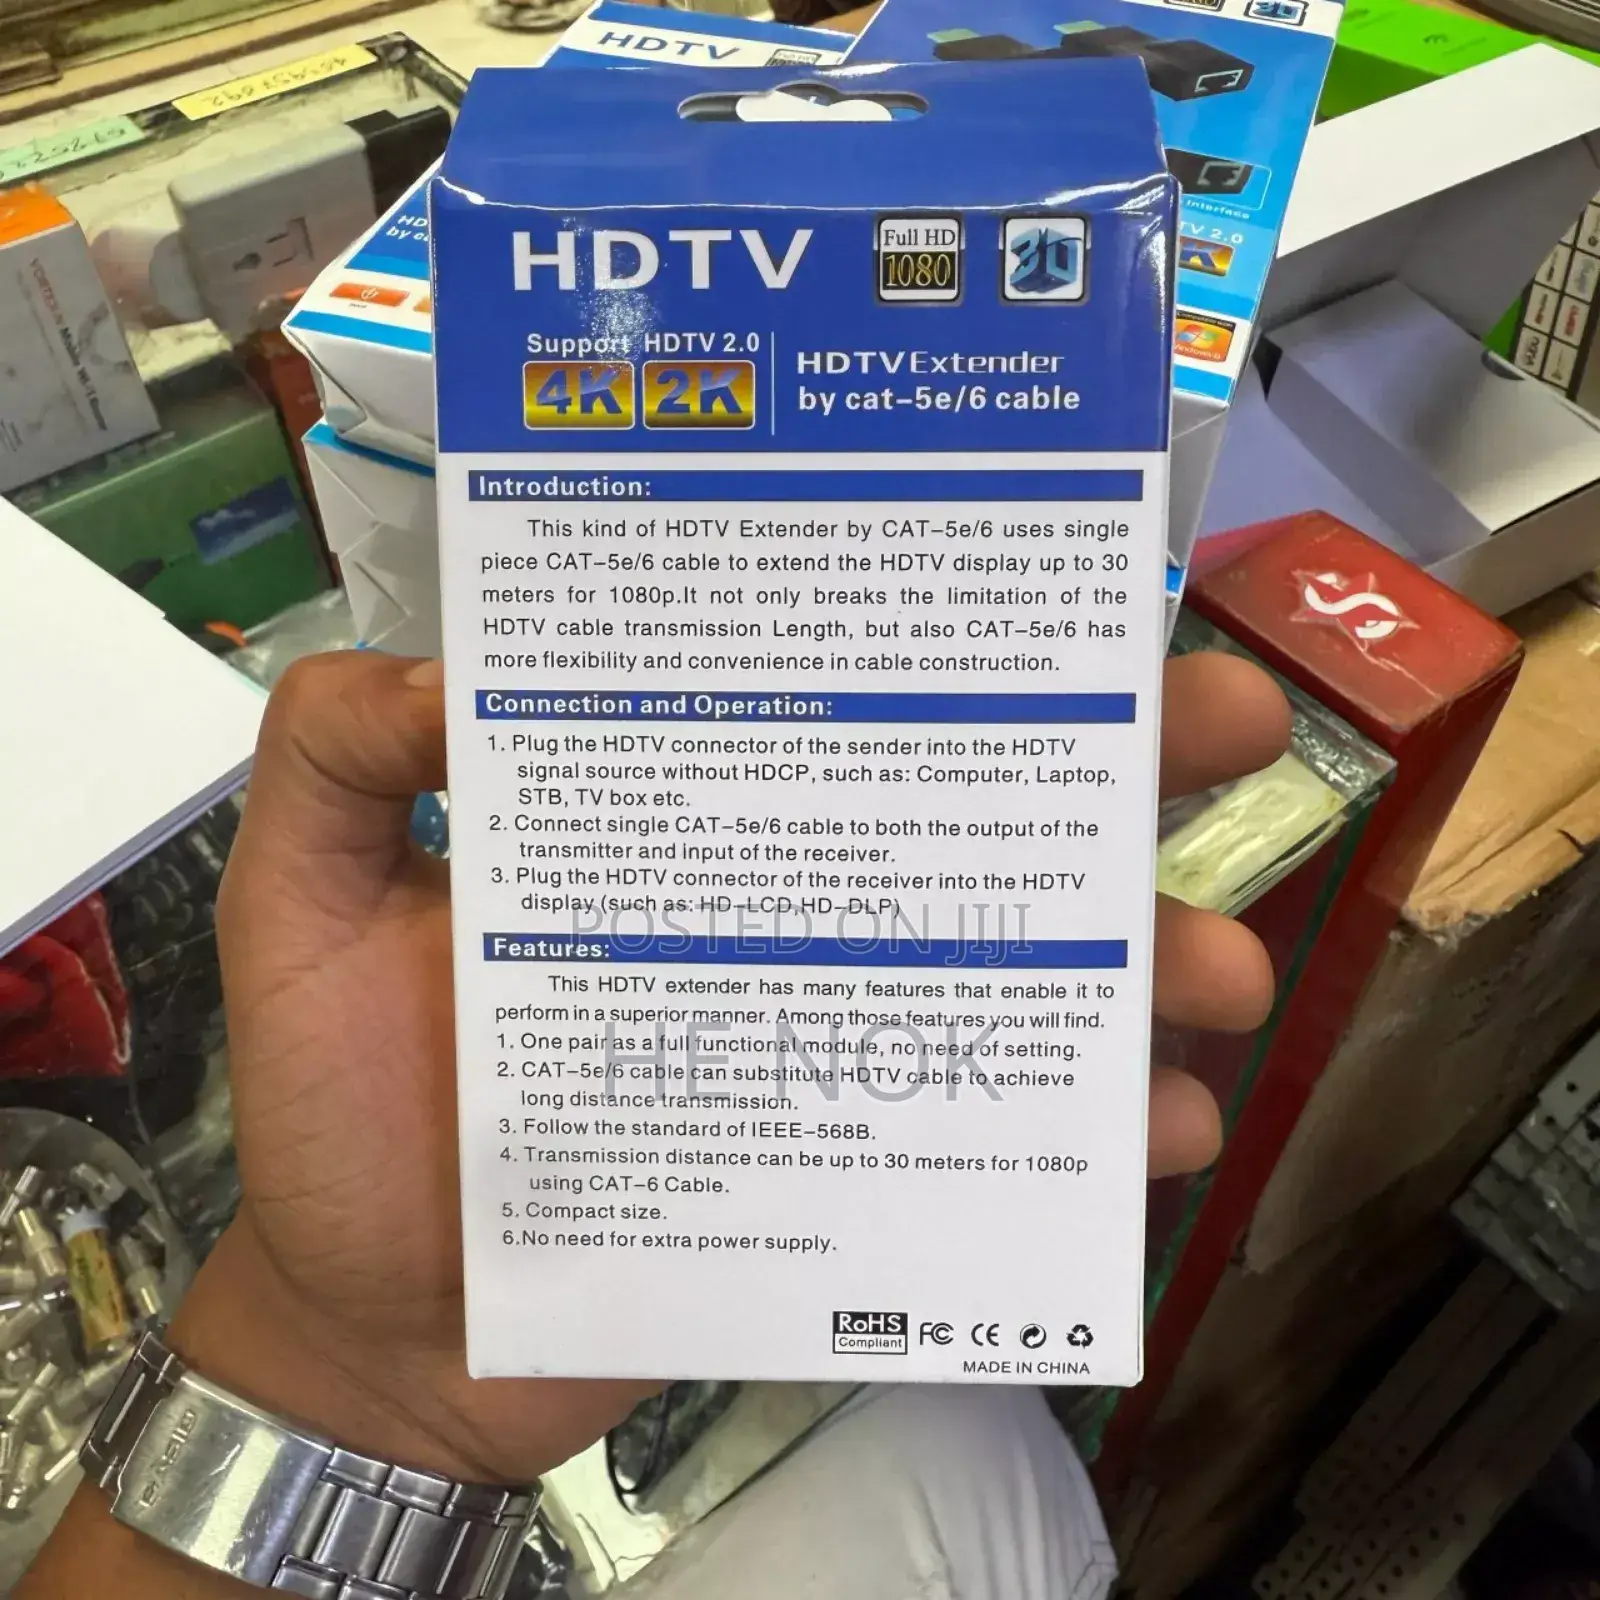 HDTV
Full HD
1080
3D
Support HDTV 2.0
4K 2K
HDTV Extender
by cat-5e/6 cable
Introduction:
This kind of HDTV Extender by CAT-5e/6 uses single
piece CAT-5e/6 cable to extend the HDTV display up to 30
meters for 1080p.It not only breaks the limitation of the
HDTV cable transmission Length, but also CAT-5e/6 has
more flexibility and convenience in cable construction.
Connection and Operation:
1. Plug the HDTV connector of the sender into the HDTV
signal source without HDCP, such as: Computer, Laptop,
STB, TV box etc.
2. Connect single CAT-5e/6 cable to both the output of the
transmitter and input of the receiver.
3. Plug the HDTV connector of the receiver into the HDTV
display (such as: HD-LCD,HD-DLP)
POSTED ON JIJI
Features:
This HDTV extender has many features that enable it to
perform in a superior manner. Among those features you will find.
1. One pair as a full functional module, no need of setting.
HENOK
2. CAT-5e/6 cable can substitute HDTV cable to achieve
long distance transmission.
3. Follow the standard of IEEE-568B.
4. Transmission distance can be up to 30 meters for 1080p
using CAT-6 Cable.
5. Compact size.
6.No need for extra power supply.
RoHS
Compliant
FC CE
MADE IN CHINA
HDTV
Interface
TV 2.0
CASIO